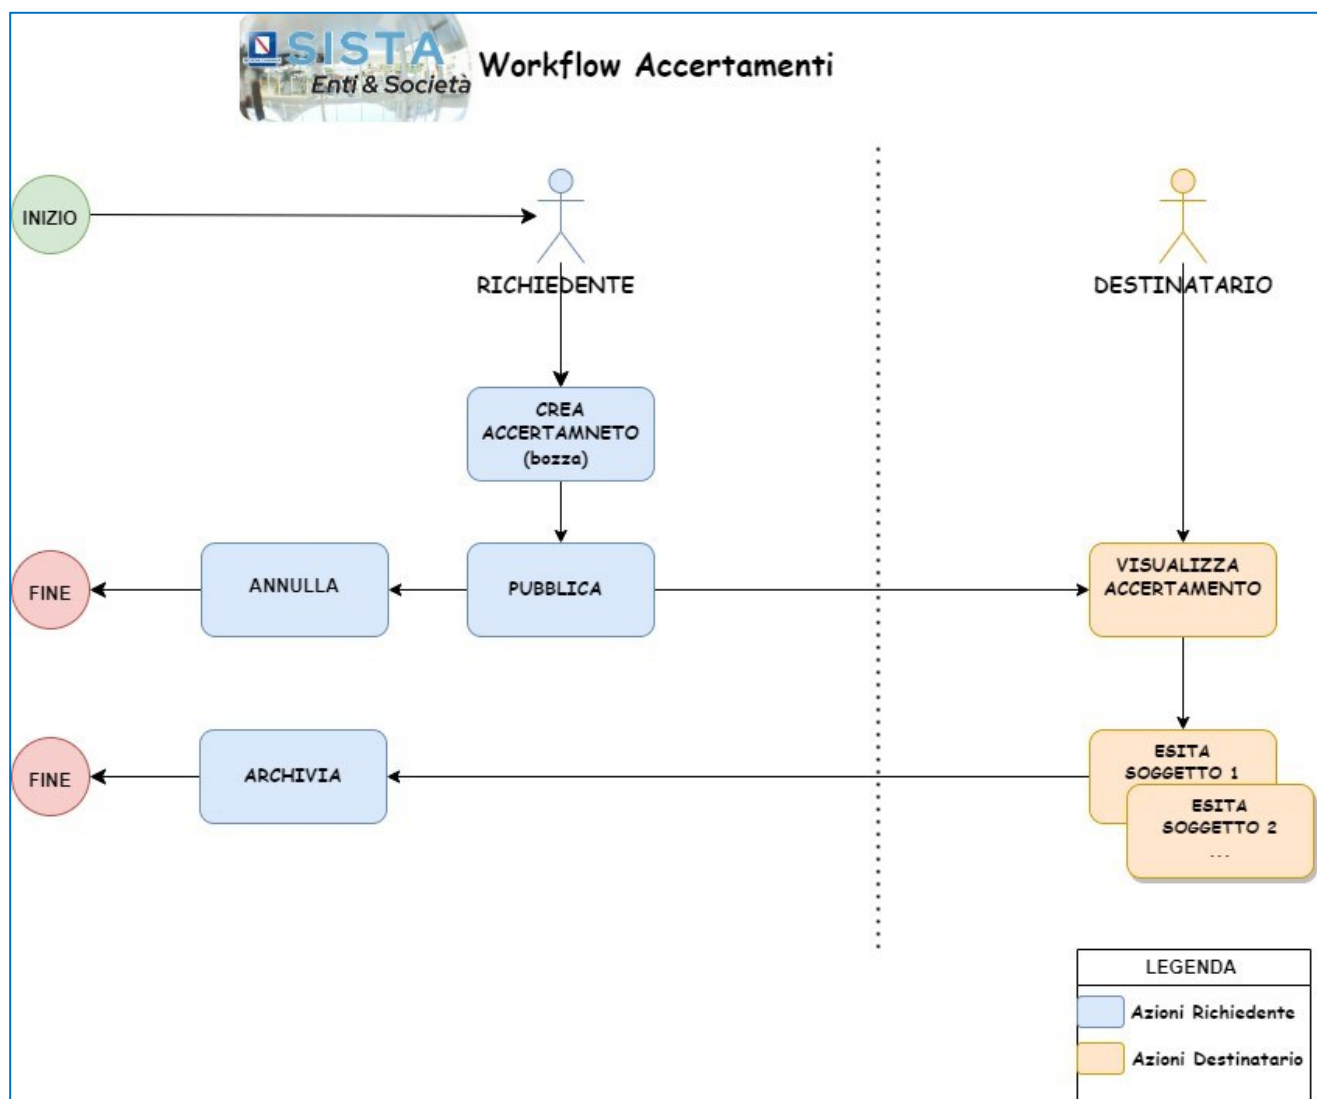 SISTA
Enti & Società
Workflow Accertamenti
INIZIO
RICHIEDENTE
DESTINATARIO
CREA
ACCERTAMNETO
(bozza)
FINE
ANNULLA
PUBBLICA
VISUALIZZA
ACCERTAMENTO
FINE
ARCHIVIA
ESITA
SOGGETTO 1
ESITA
SOGGETTO 2
...
LEGENDA
Azioni Richiedente
Azioni Destinatario